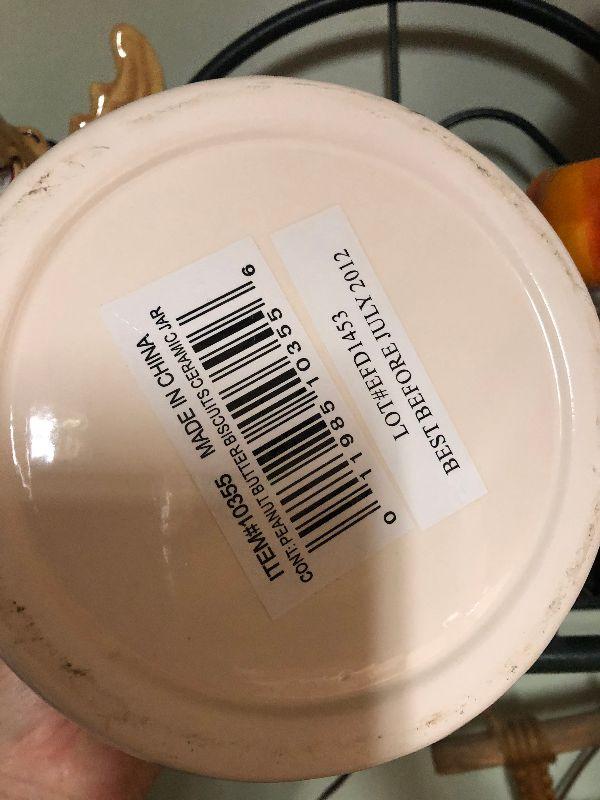 ITEM#10355 MADE IN CHINA
CONT:PEANUT BUTTER BISCUITS CERAMIC JAR
0 11985 10355 6
LOT#EFD1453
BEST BEFORE JULY 2012